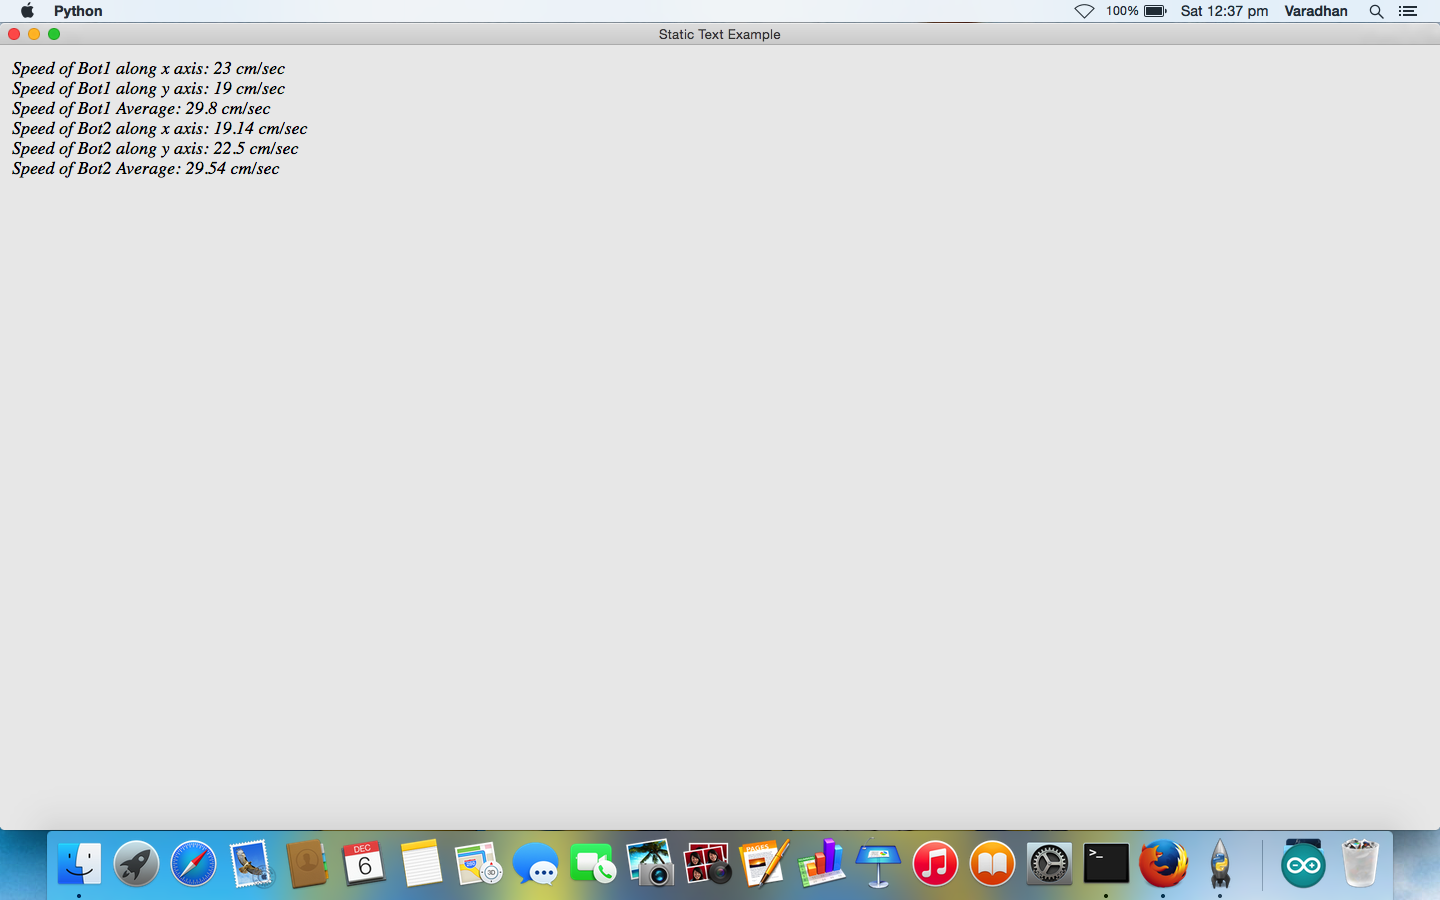 Python
100%
Sat 12:37 pm
Varadhan
Static Text Example
Speed of Bot1 along x axis: 23 cm/sec
Speed of Bot1 along y axis: 19 cm/sec
Speed of Bot1 Average: 29.8 cm/sec
Speed of Bot2 along x axis: 19.14 cm/sec
Speed of Bot2 along y axis: 22.5 cm/sec
Speed of Bot2 Average: 29.54 cm/sec
DEC
6
3D
PAGES
>_